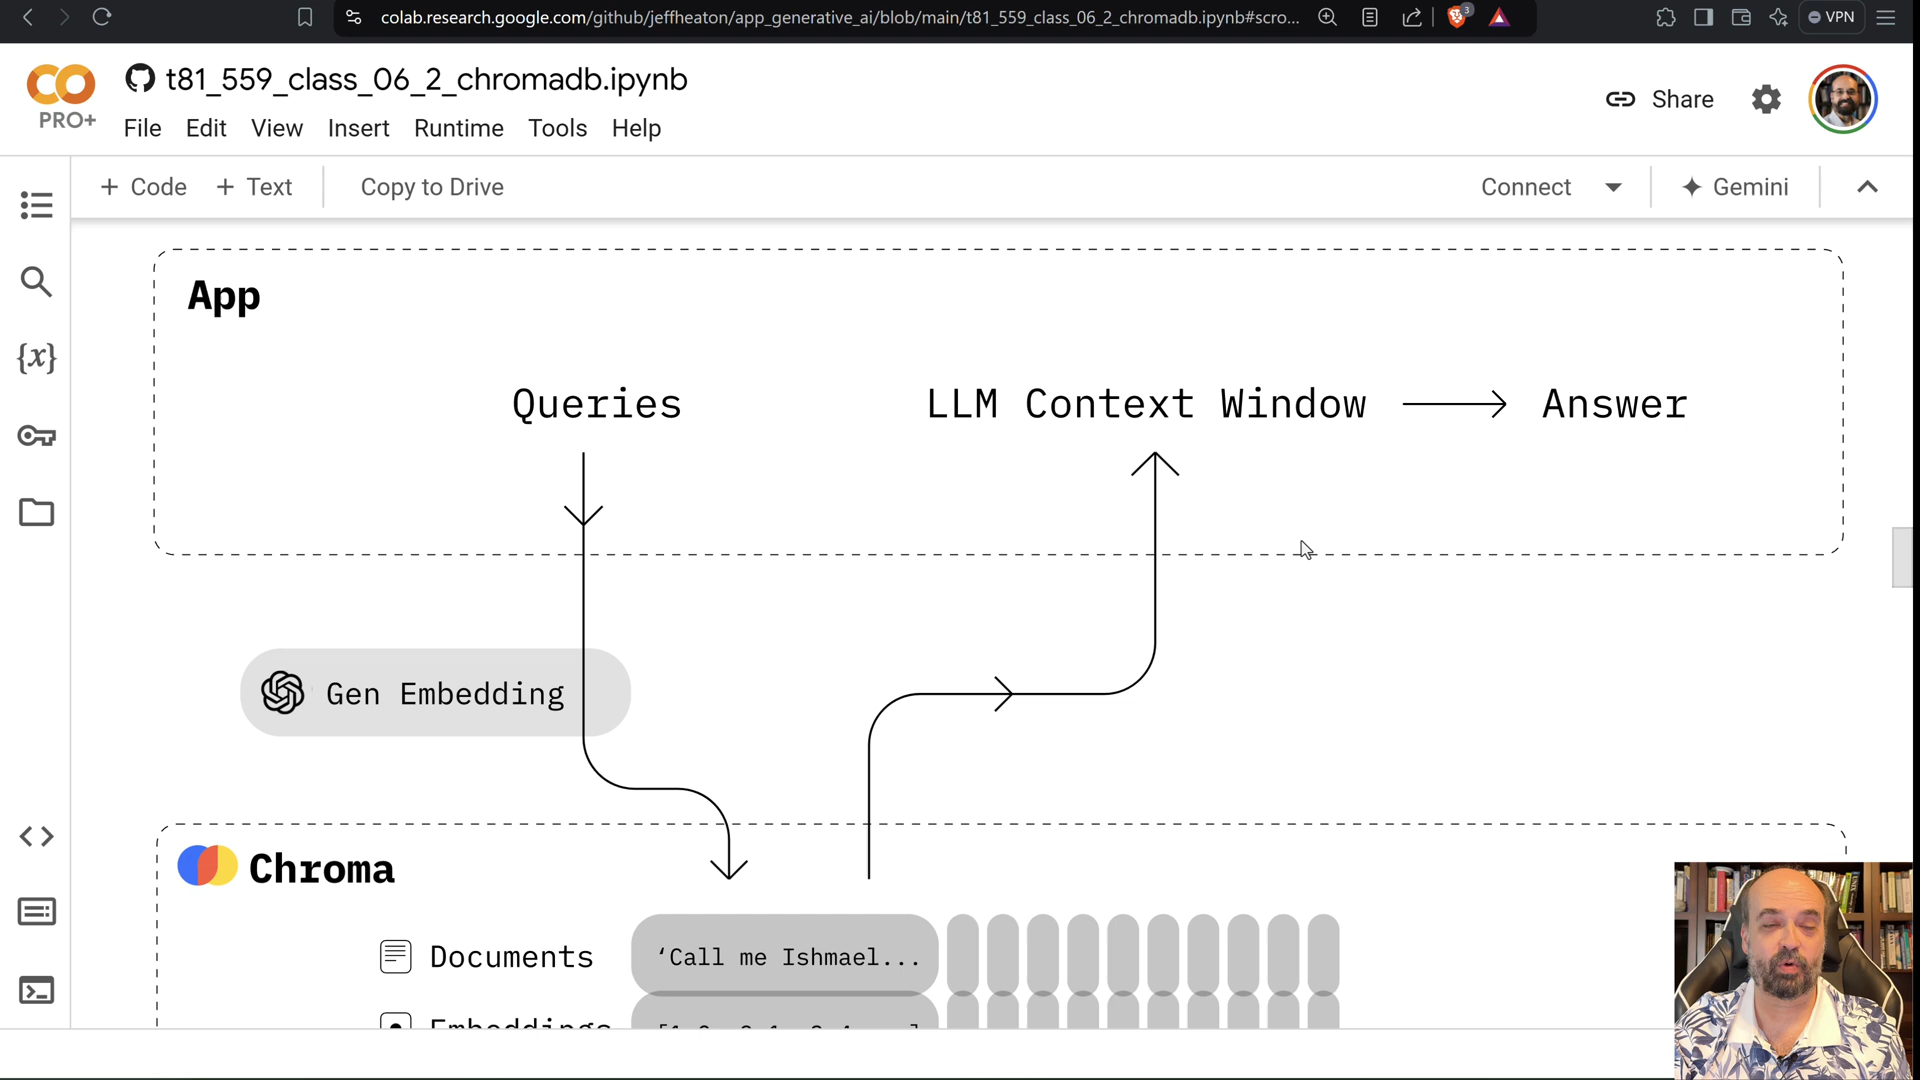 colab.research.google.com/github/jeffheaton/app_generative_ai/blob/main/t81_559_class_06_2_chromadb.ipynb#scro...
3
VPN
t81_559_class_06_2_chromadb.ipynb
PRO+
File Edit View Insert Runtime Tools Help
Share
+ Code + Text Copy to Drive
Connect
Gemini
{x}
App
Queries
LLM Context Window
Answer
Gen Embedding
Chroma
Documents
‘Call me Ishmael...
Embeddings